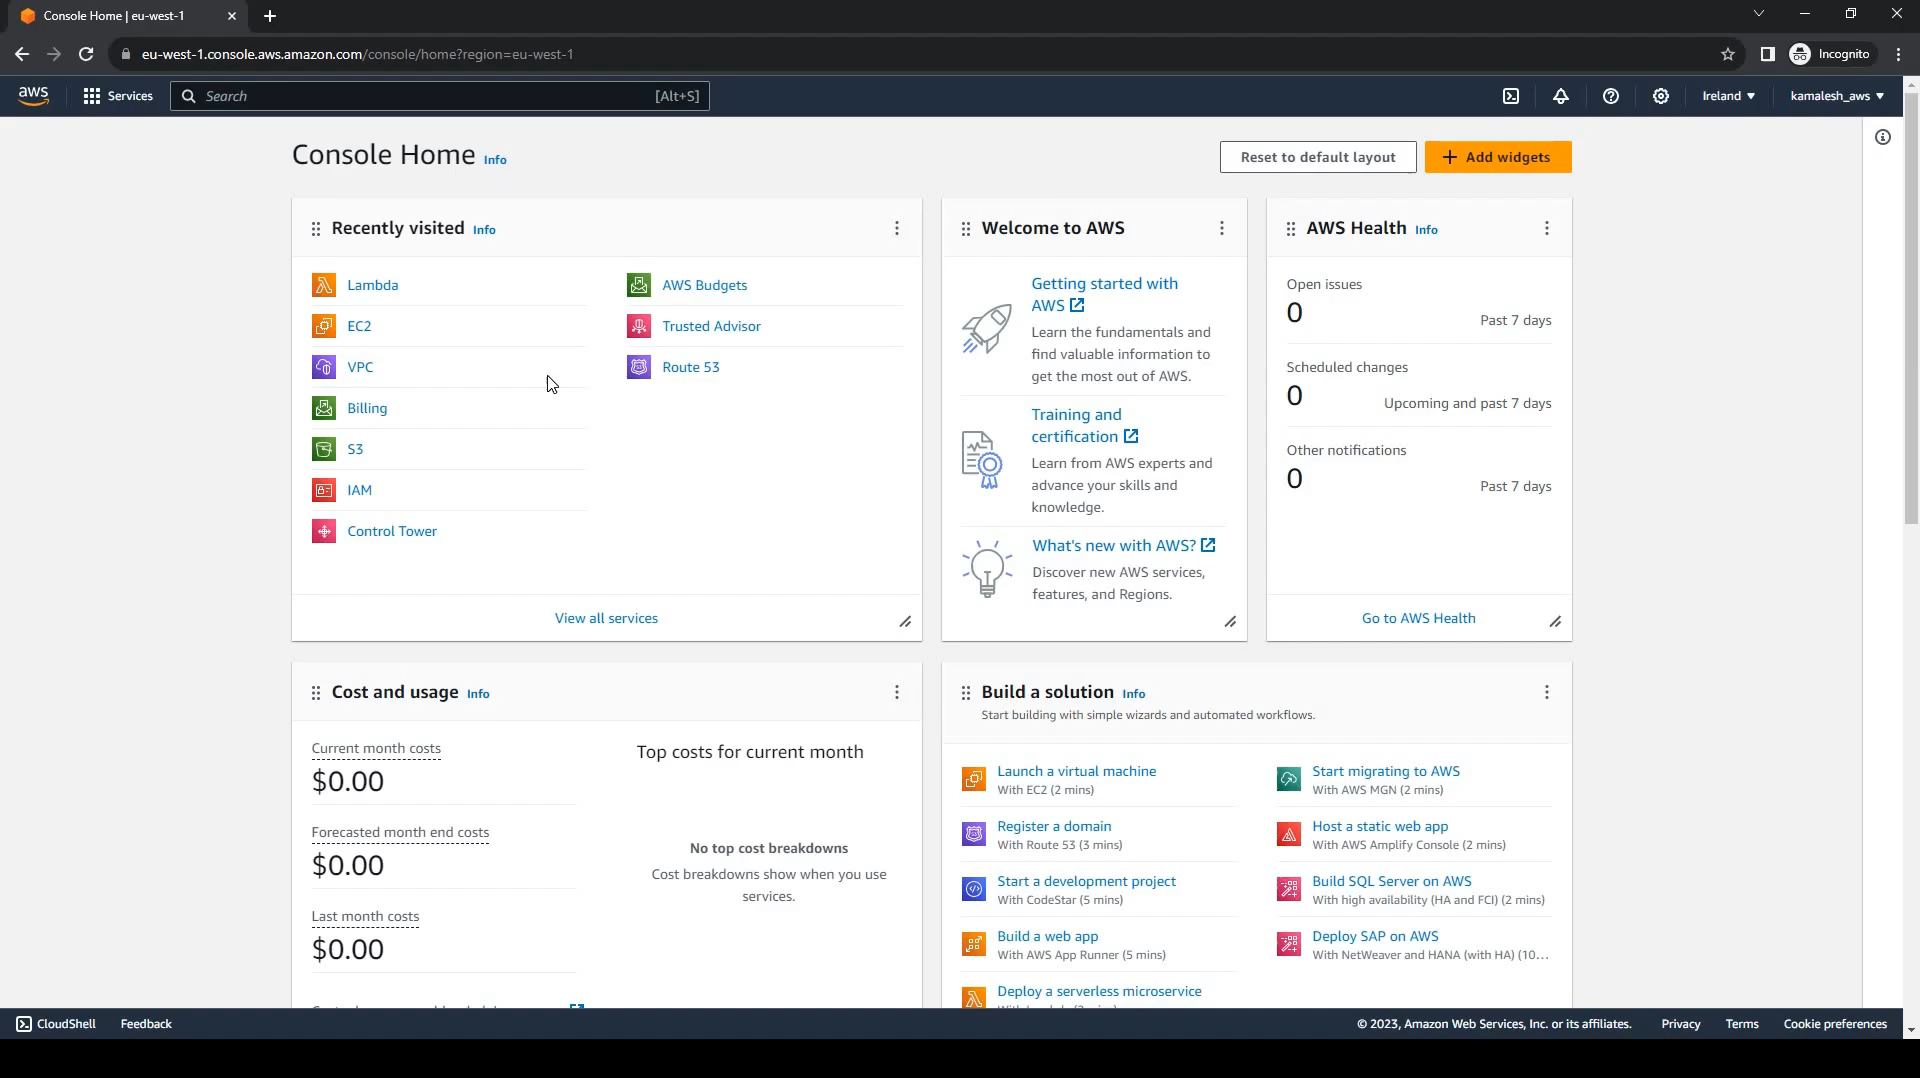 Console Home | eu-west-1
eu-west-1.console.aws.amazon.com/console/home?region=eu-west-1
Incognito
aws
Services
Search
[Alt+S]
Ireland
kamalesh_aws
Console Home Info
Reset to default layout
Add widgets
Recently visited Info
Lambda
EC2
VPC
Billing
S3
IAM
Control Tower
AWS Budgets
Trusted Advisor
Route 53
View all services
Welcome to AWS
Getting started with
AWS
Learn the fundamentals and
find valuable information to
get the most out of AWS.
Training and
certification
Learn from AWS experts and
advance your skills and
knowledge.
What's new with AWS?
Discover new AWS services,
features, and Regions.
AWS Health Info
Open issues
0
Past 7 days
Scheduled changes
0
Upcoming and past 7 days
Other notifications
0
Past 7 days
Go to AWS Health
Cost and usage Info
Current month costs
$0.00
Forecasted month end costs
$0.00
Last month costs
$0.00
Top costs for current month
No top cost breakdowns
Cost breakdowns show when you use
services.
Build a solution Info
Start building with simple wizards and automated workflows.
Launch a virtual machine
With EC2 (2 mins)
Register a domain
With Route 53 (3 mins)
Start a development project
With CodeStar (5 mins)
Build a web app
With AWS App Runner (5 mins)
Deploy a serverless microservice
Start migrating to AWS
With AWS MGN (2 mins)
Host a static web app
With AWS Amplify Console (2 mins)
Build SQL Server on AWS
With high availability (HA and FCI) (2 mins)
Deploy SAP on AWS
With NetWeaver and HANA (with HA) (10...
CloudShell
Feedback
© 2023, Amazon Web Services, Inc. or its affiliates.
Privacy
Terms
Cookie preferences